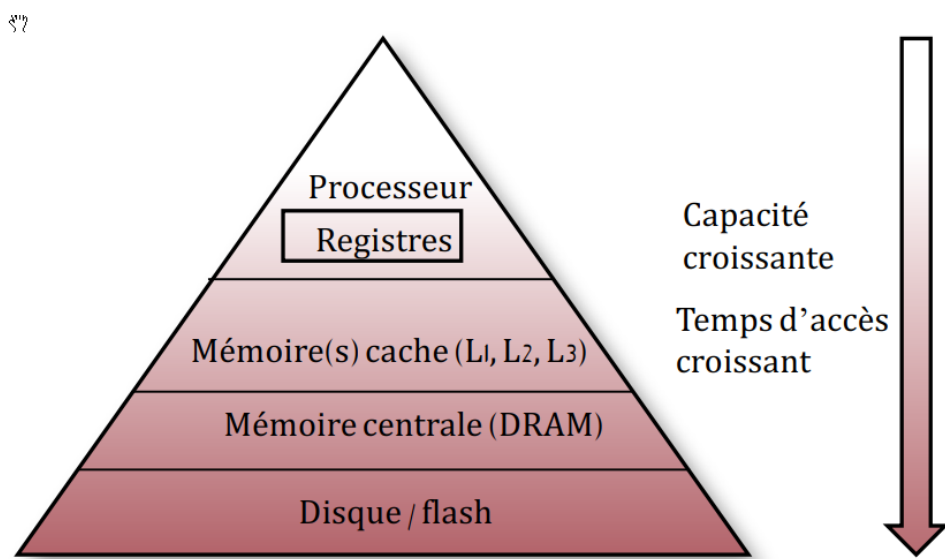 Processeur
Registres
Mémoire(s) cache (L1, L2, L3)
Mémoire centrale (DRAM)
Disque / flash
Capacité
croissante
Temps d’accès
croissant